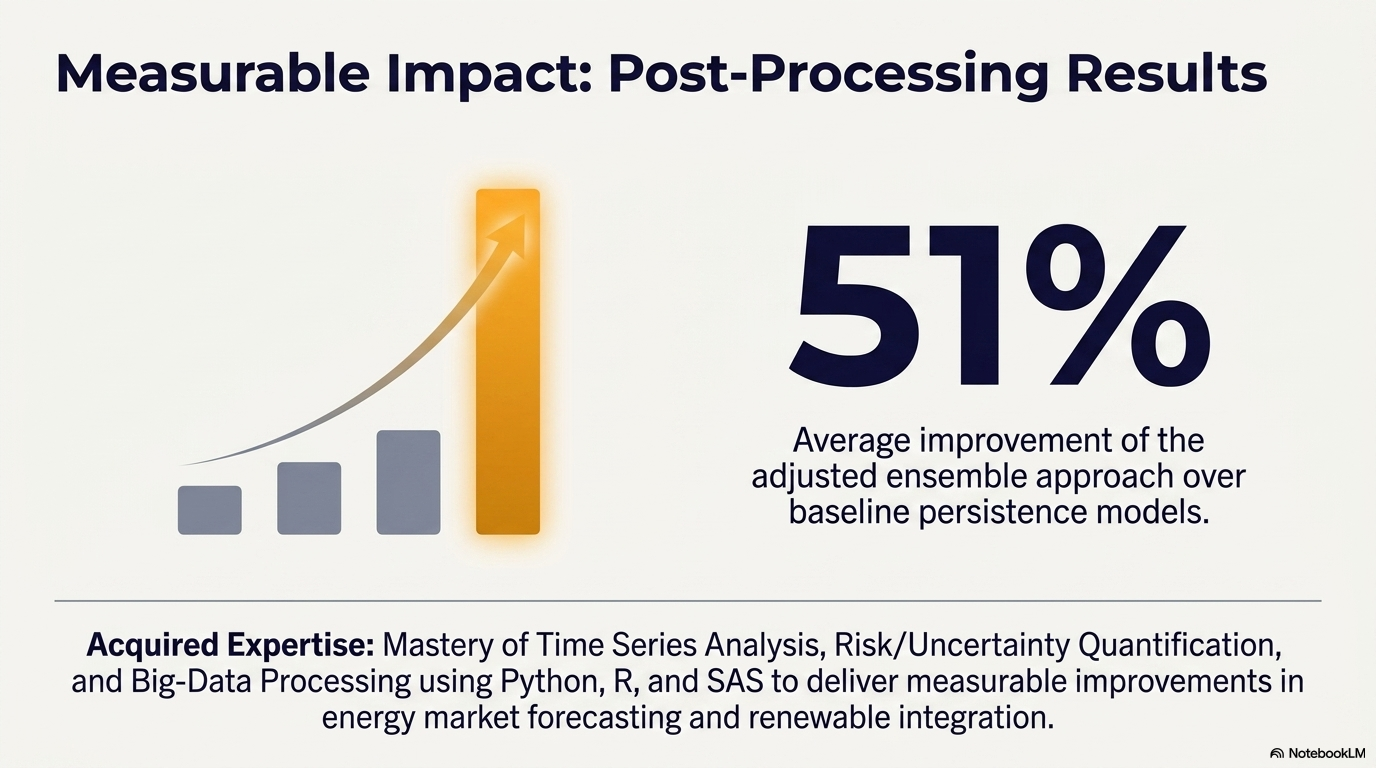 Measurable Impact: Post-Processing Results
51%
Average improvement of the
adjusted ensemble approach over
baseline persistence models.
Acquired Expertise: Mastery of Time Series Analysis, Risk/Uncertainty Quantification,
and Big-Data Processing using Python, R, and SAS to deliver measurable improvements in
energy market forecasting and renewable integration.
NotebookLM